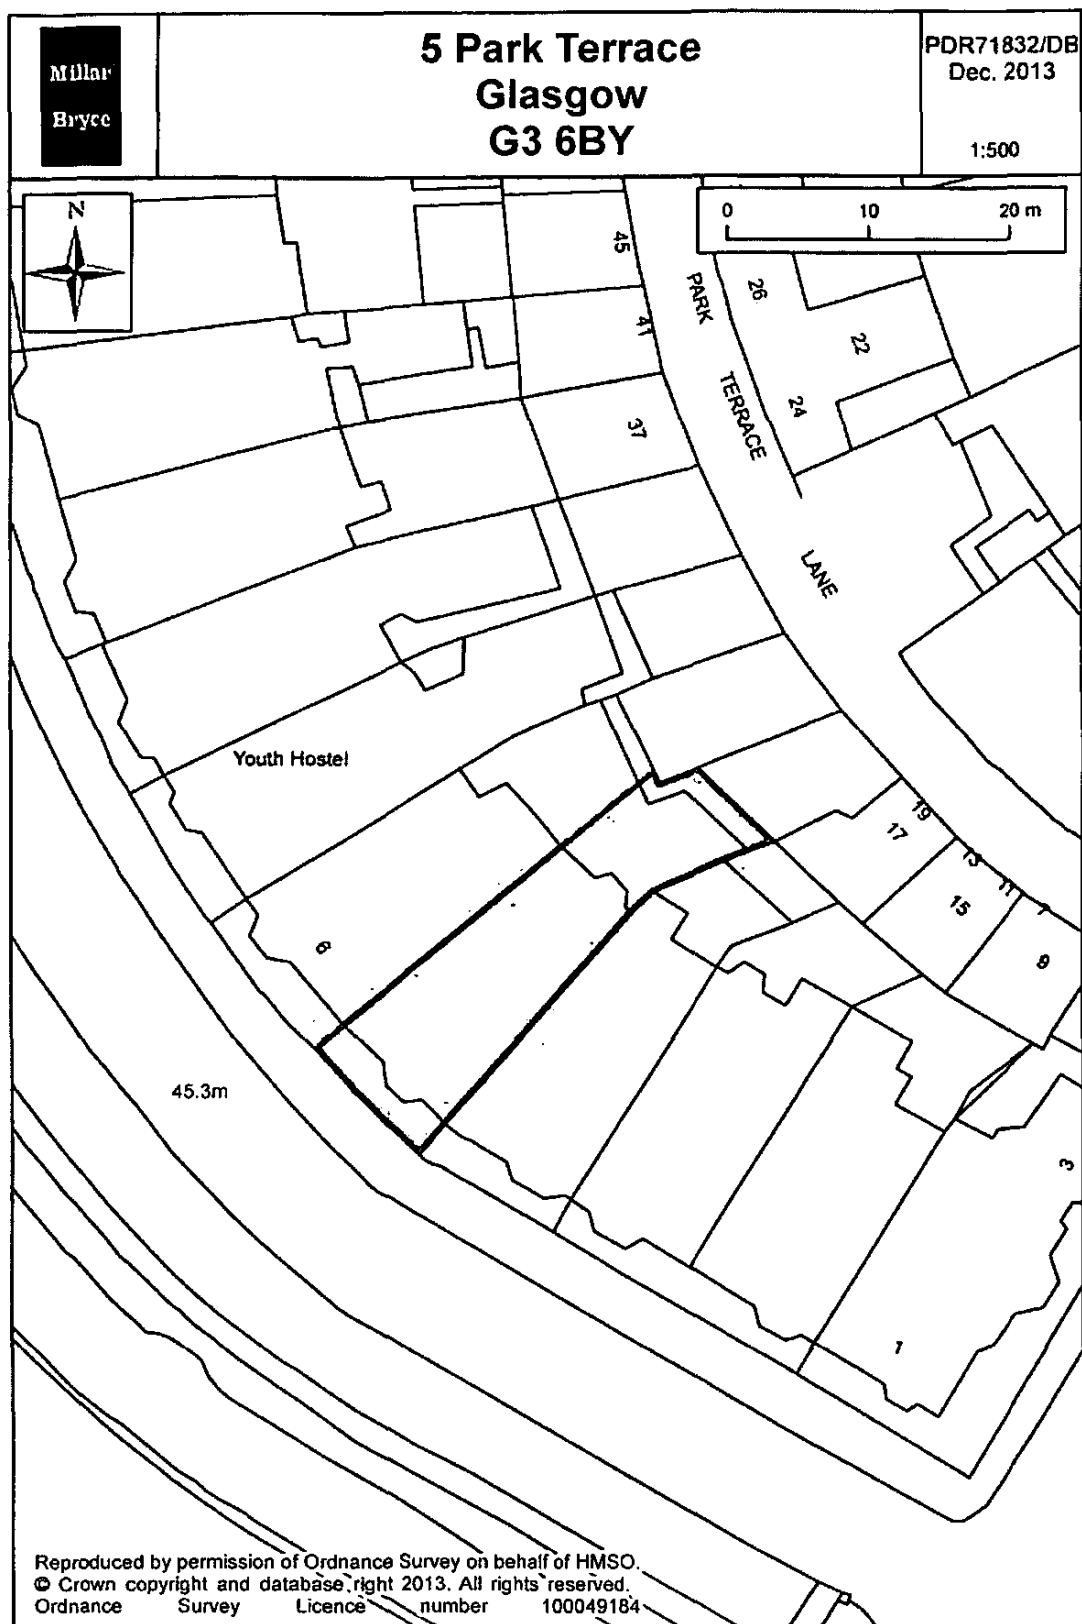 Millar
Bryce
5 Park Terrace
Glasgow
G3 6BY
PDR71832/DB
Dec. 2013
1:500
N
0 10 20 m
45
PARK
26
41
22
TERRACE
24
37
LANE
Youth Hostel
19
17
13
11
7
15
9
6
45.3m
3
1
Reproduced by permission of Ordnance Survey on behalf of HMSO.
© Crown copyright and database right 2013. All rights reserved.
Ordnance Survey Licence number 100049184